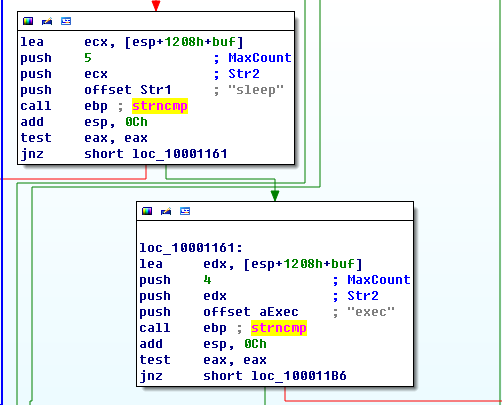 lea     ecx, [esp+1208h+buf]
push    5               ; MaxCount
push    ecx             ; Str2
push    offset Str1     ; "sleep"
call    ebp ; strncmp
add     esp, 0Ch
test    eax, eax
jnz     short loc_10001161
loc_10001161:
lea     edx, [esp+1208h+buf]
push    4               ; MaxCount
push    edx             ; Str2
push    offset aExec    ; "exec"
call    ebp ; strncmp
add     esp, 0Ch
test    eax, eax
jnz     short loc_100011B6